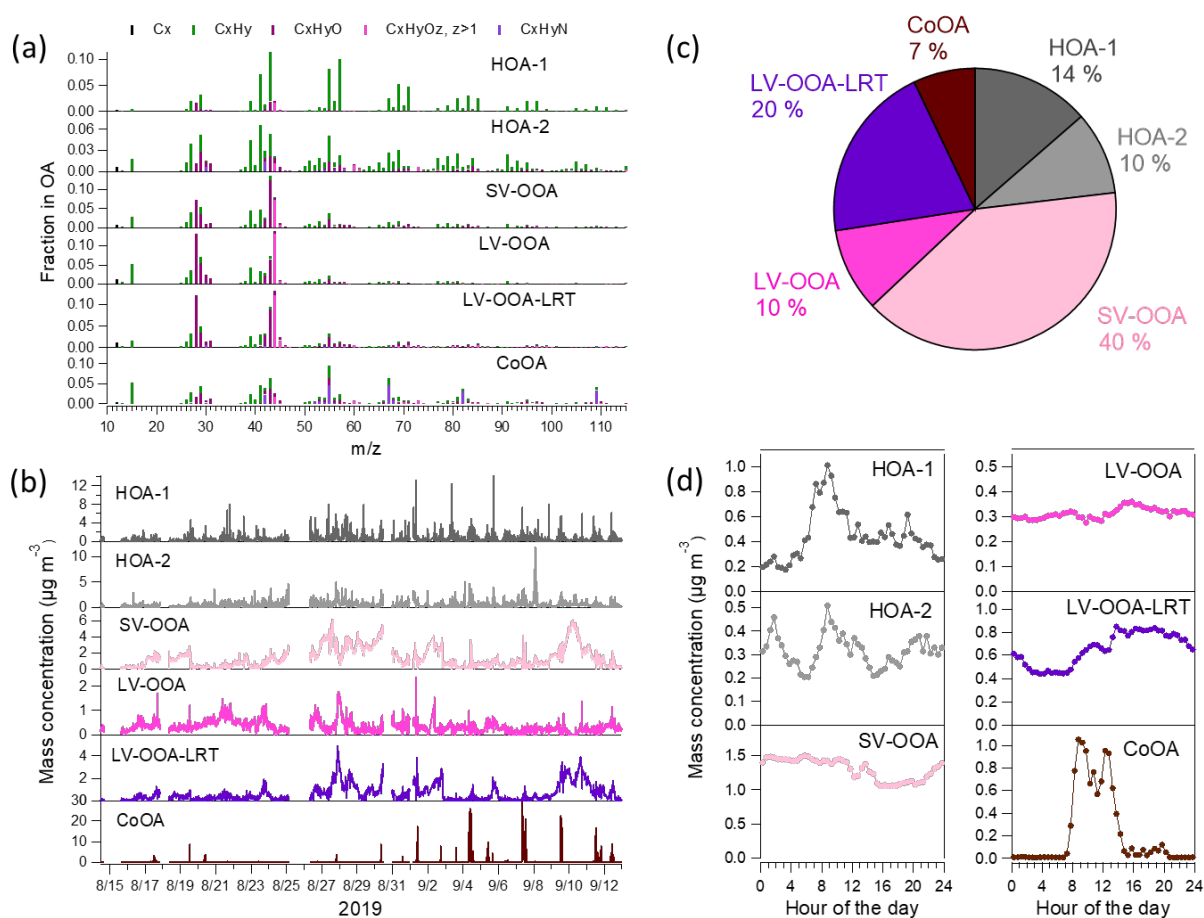 (a)
Cx CxHy CxHyO CxHyOz, z>1 CxHyN
Fraction in OA
0.10
0.05
0.00
HOA-1
0.06
0.03
0.00
HOA-2
0.10
0.05
0.00
SV-OOA
0.10
0.05
0.00
LV-OOA
0.10
0.05
0.00
LV-OOA-LRT
0.10
0.05
0.00
CoOA
10 20 30 40 50 60 70 80 90 100 110
m/z
(c)
CoOA
7 %
HOA-1
14 %
HOA-2
10 %
SV-OOA
40 %
LV-OOA
10 %
LV-OOA-LRT
20 %
(b)
Mass concentration (µg m⁻³)
12
8
4
0
HOA-1
10
5
0
HOA-2
6
4
2
0
SV-OOA
2
1
0
LV-OOA
4
2
0
LV-OOA-LRT
30
20
10
0
CoOA
8/15 8/17 8/19 8/21 8/23 8/25 8/27 8/29 8/31 9/2 9/4 9/6 9/8 9/10 9/12
2019
(d)
Mass concentration (µg m⁻³)
1.0
0.8
0.6
0.4
0.2
0.0
HOA-1
0.5
0.4
0.3
0.2
0.1
0.0
HOA-2
1.5
1.0
0.5
0.0
SV-OOA
0 4 8 12 16 20 24
Hour of the day
Mass concentration (µg m⁻³)
0.5
0.4
0.3
0.2
0.1
0.0
LV-OOA
1.0
0.8
0.6
0.4
0.2
0.0
LV-OOA-LRT
1.0
0.8
0.6
0.4
0.2
0.0
CoOA
0 4 8 12 16 20 24
Hour of the day